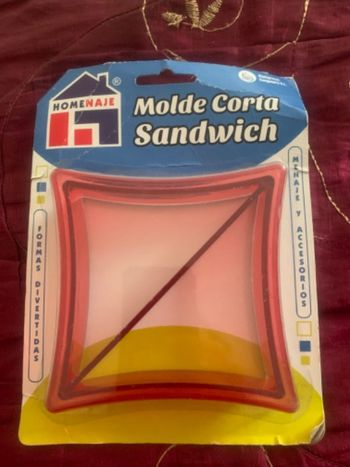 HOMENAJE
®
Molde Corta
Sandwich
FORMAS DIVERTIDAS
MENAJE Y ACCESORIOS